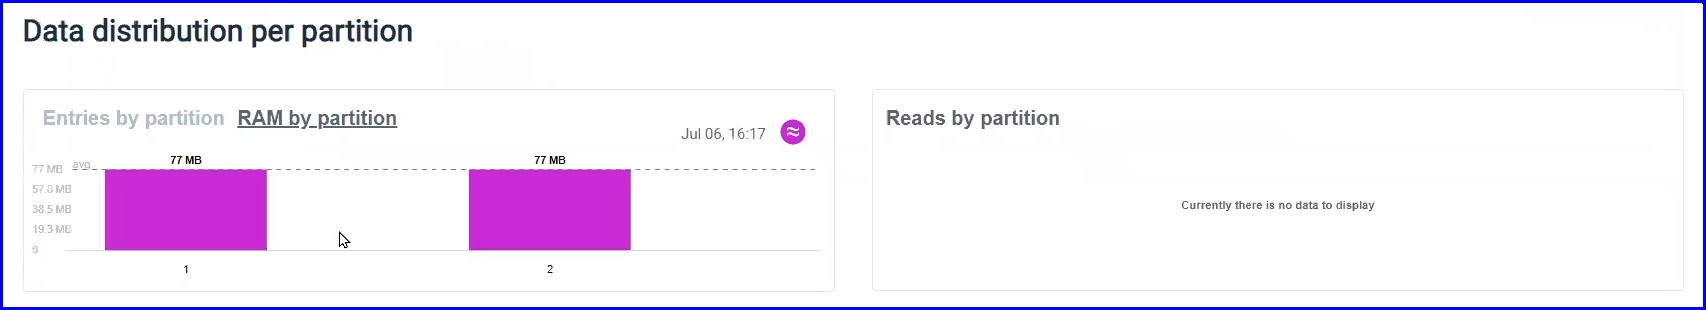 Data distribution per partition
Entries by partition RAM by partition
Jul 06, 16:17
avg.
77 MB
57.8 MB
38.5 MB
19.3 MB
0
77 MB
77 MB
1
2
Reads by partition
Currently there is no data to display